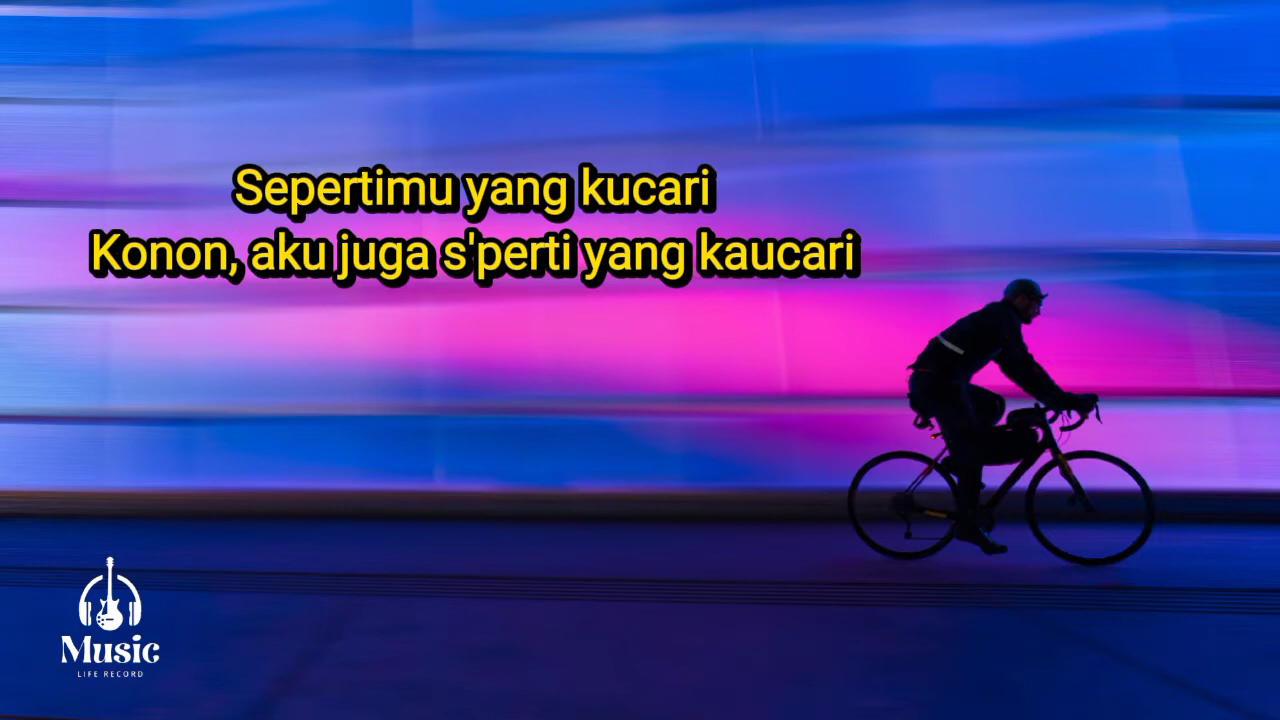 Sepertimu yang kucari
Konon, aku juga s'perti yang kaucari
Music
LIFE RECORD